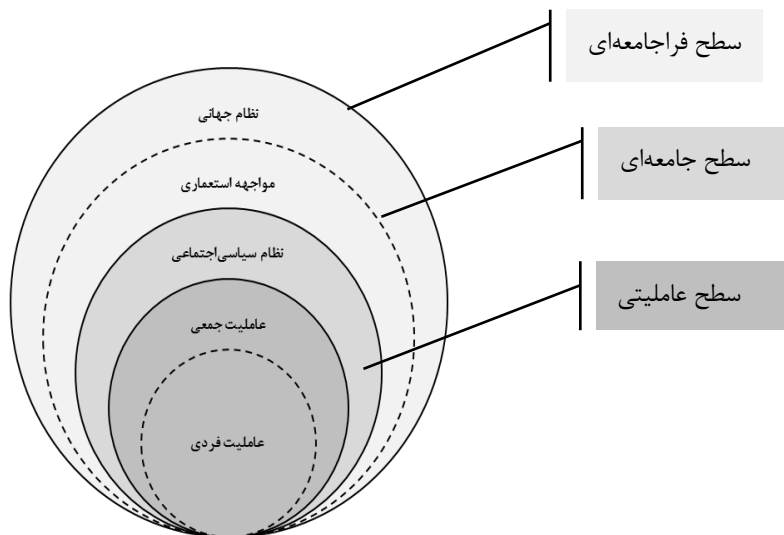 سطح فراجامعه‌ای
نظام جهانی
سطح جامعه‌ای
مواجهه استعماری
نظام سیاسی‌اجتماعی
سطح عاملیتی
عاملیت جمعی
عاملیت فردی